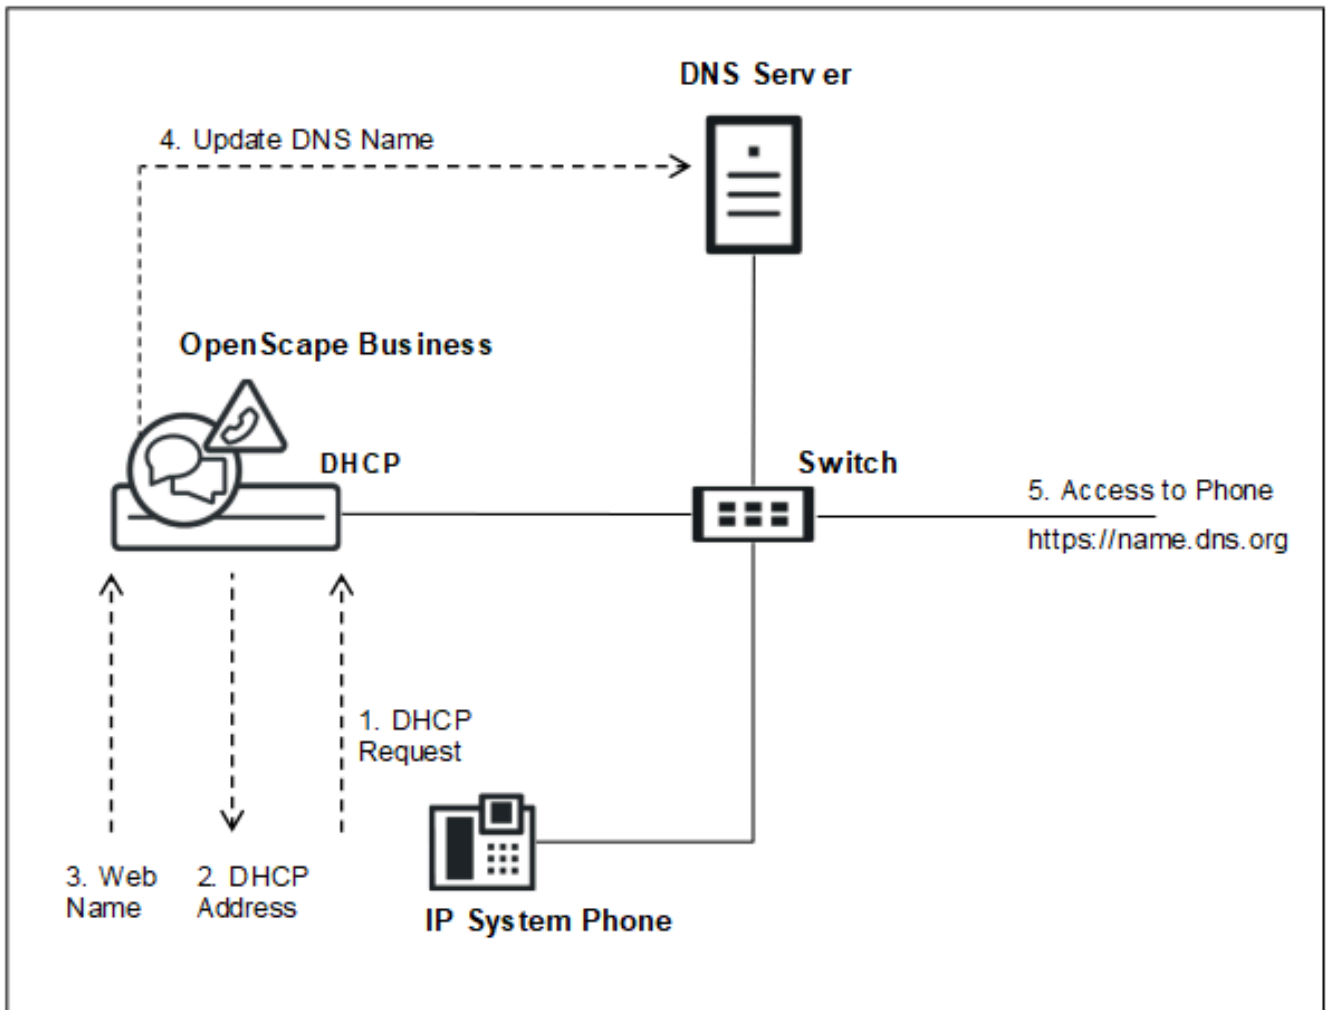 DNS Server
4. Update DNS Name
OpenScape Business
DHCP
Switch
5. Access to Phone
https://name.dns.org
1. DHCP
Request
3. Web
Name
2. DHCP
Address
IP System Phone